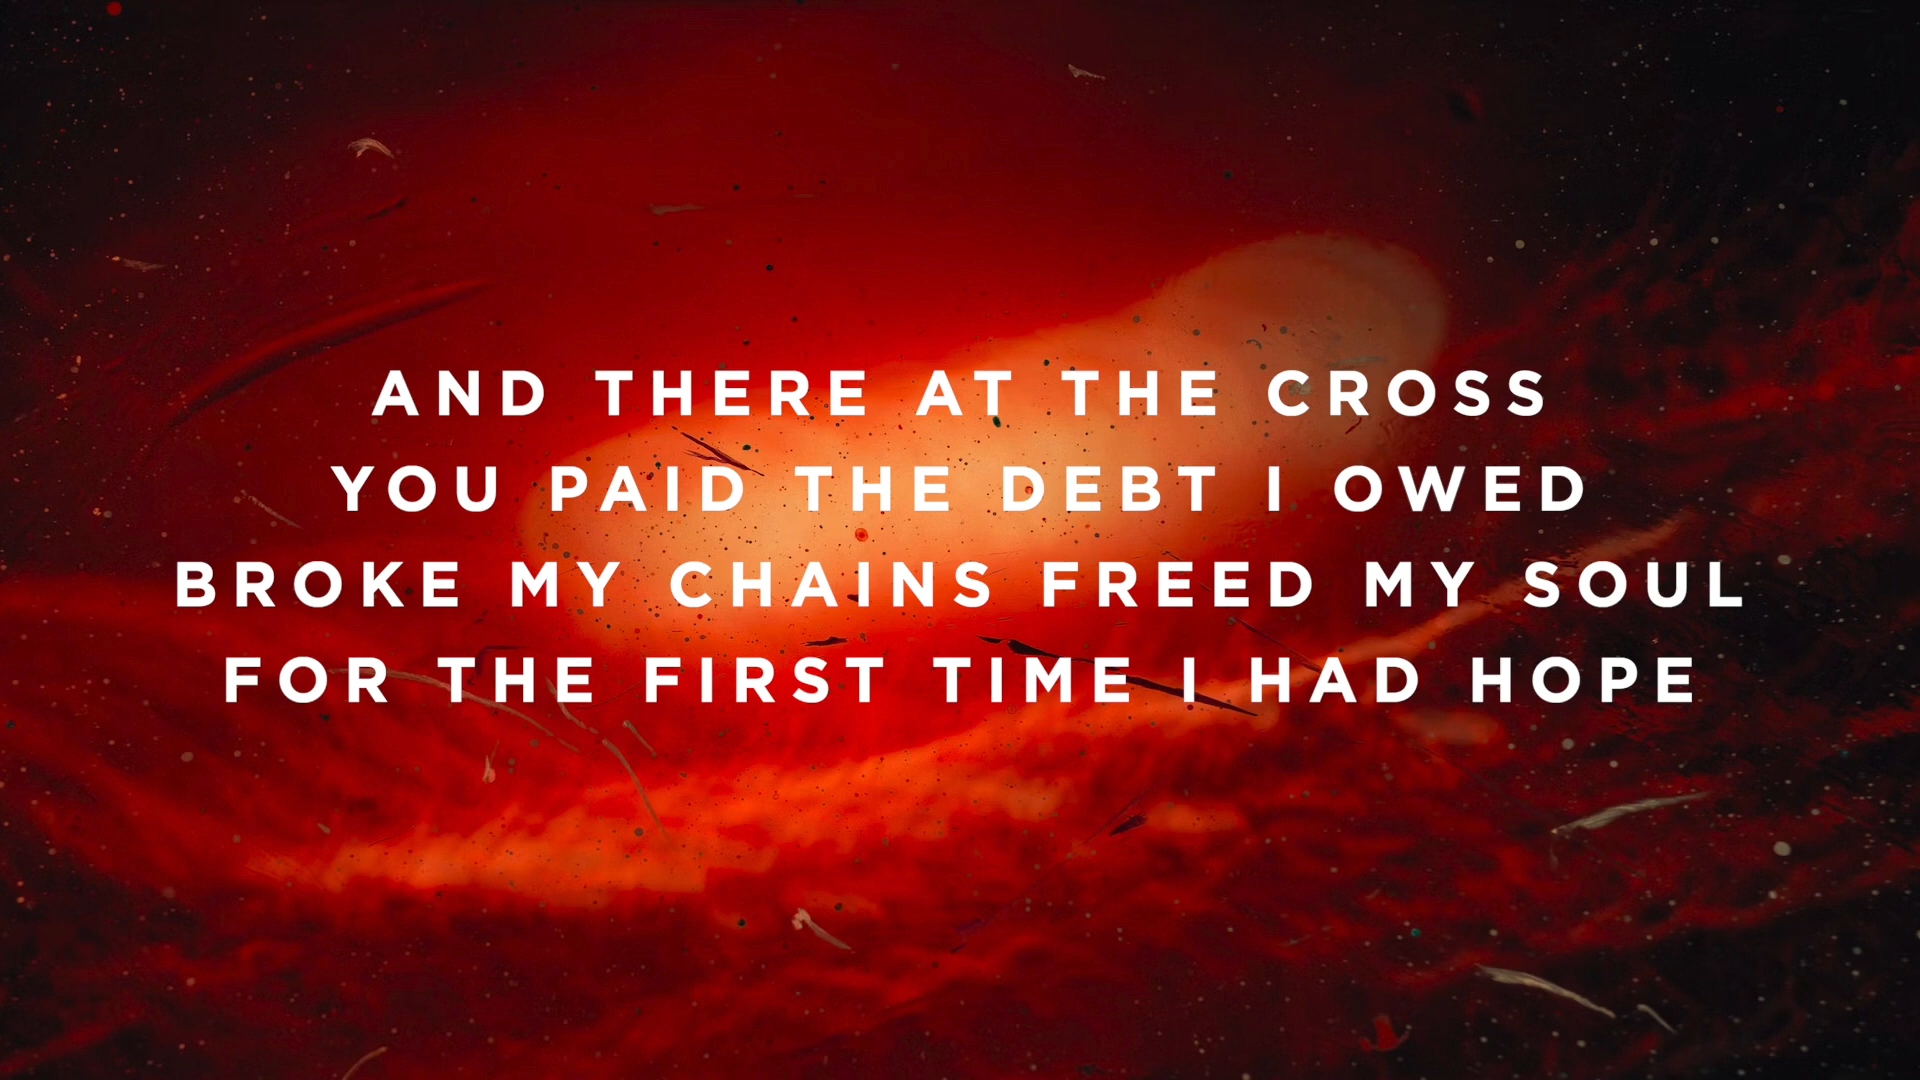 AND THERE AT THE CROSS
YOU PAID THE DEBT I OWED
BROKE MY CHAINS FREED MY SOUL
FOR THE FIRST TIME I HAD HOPE